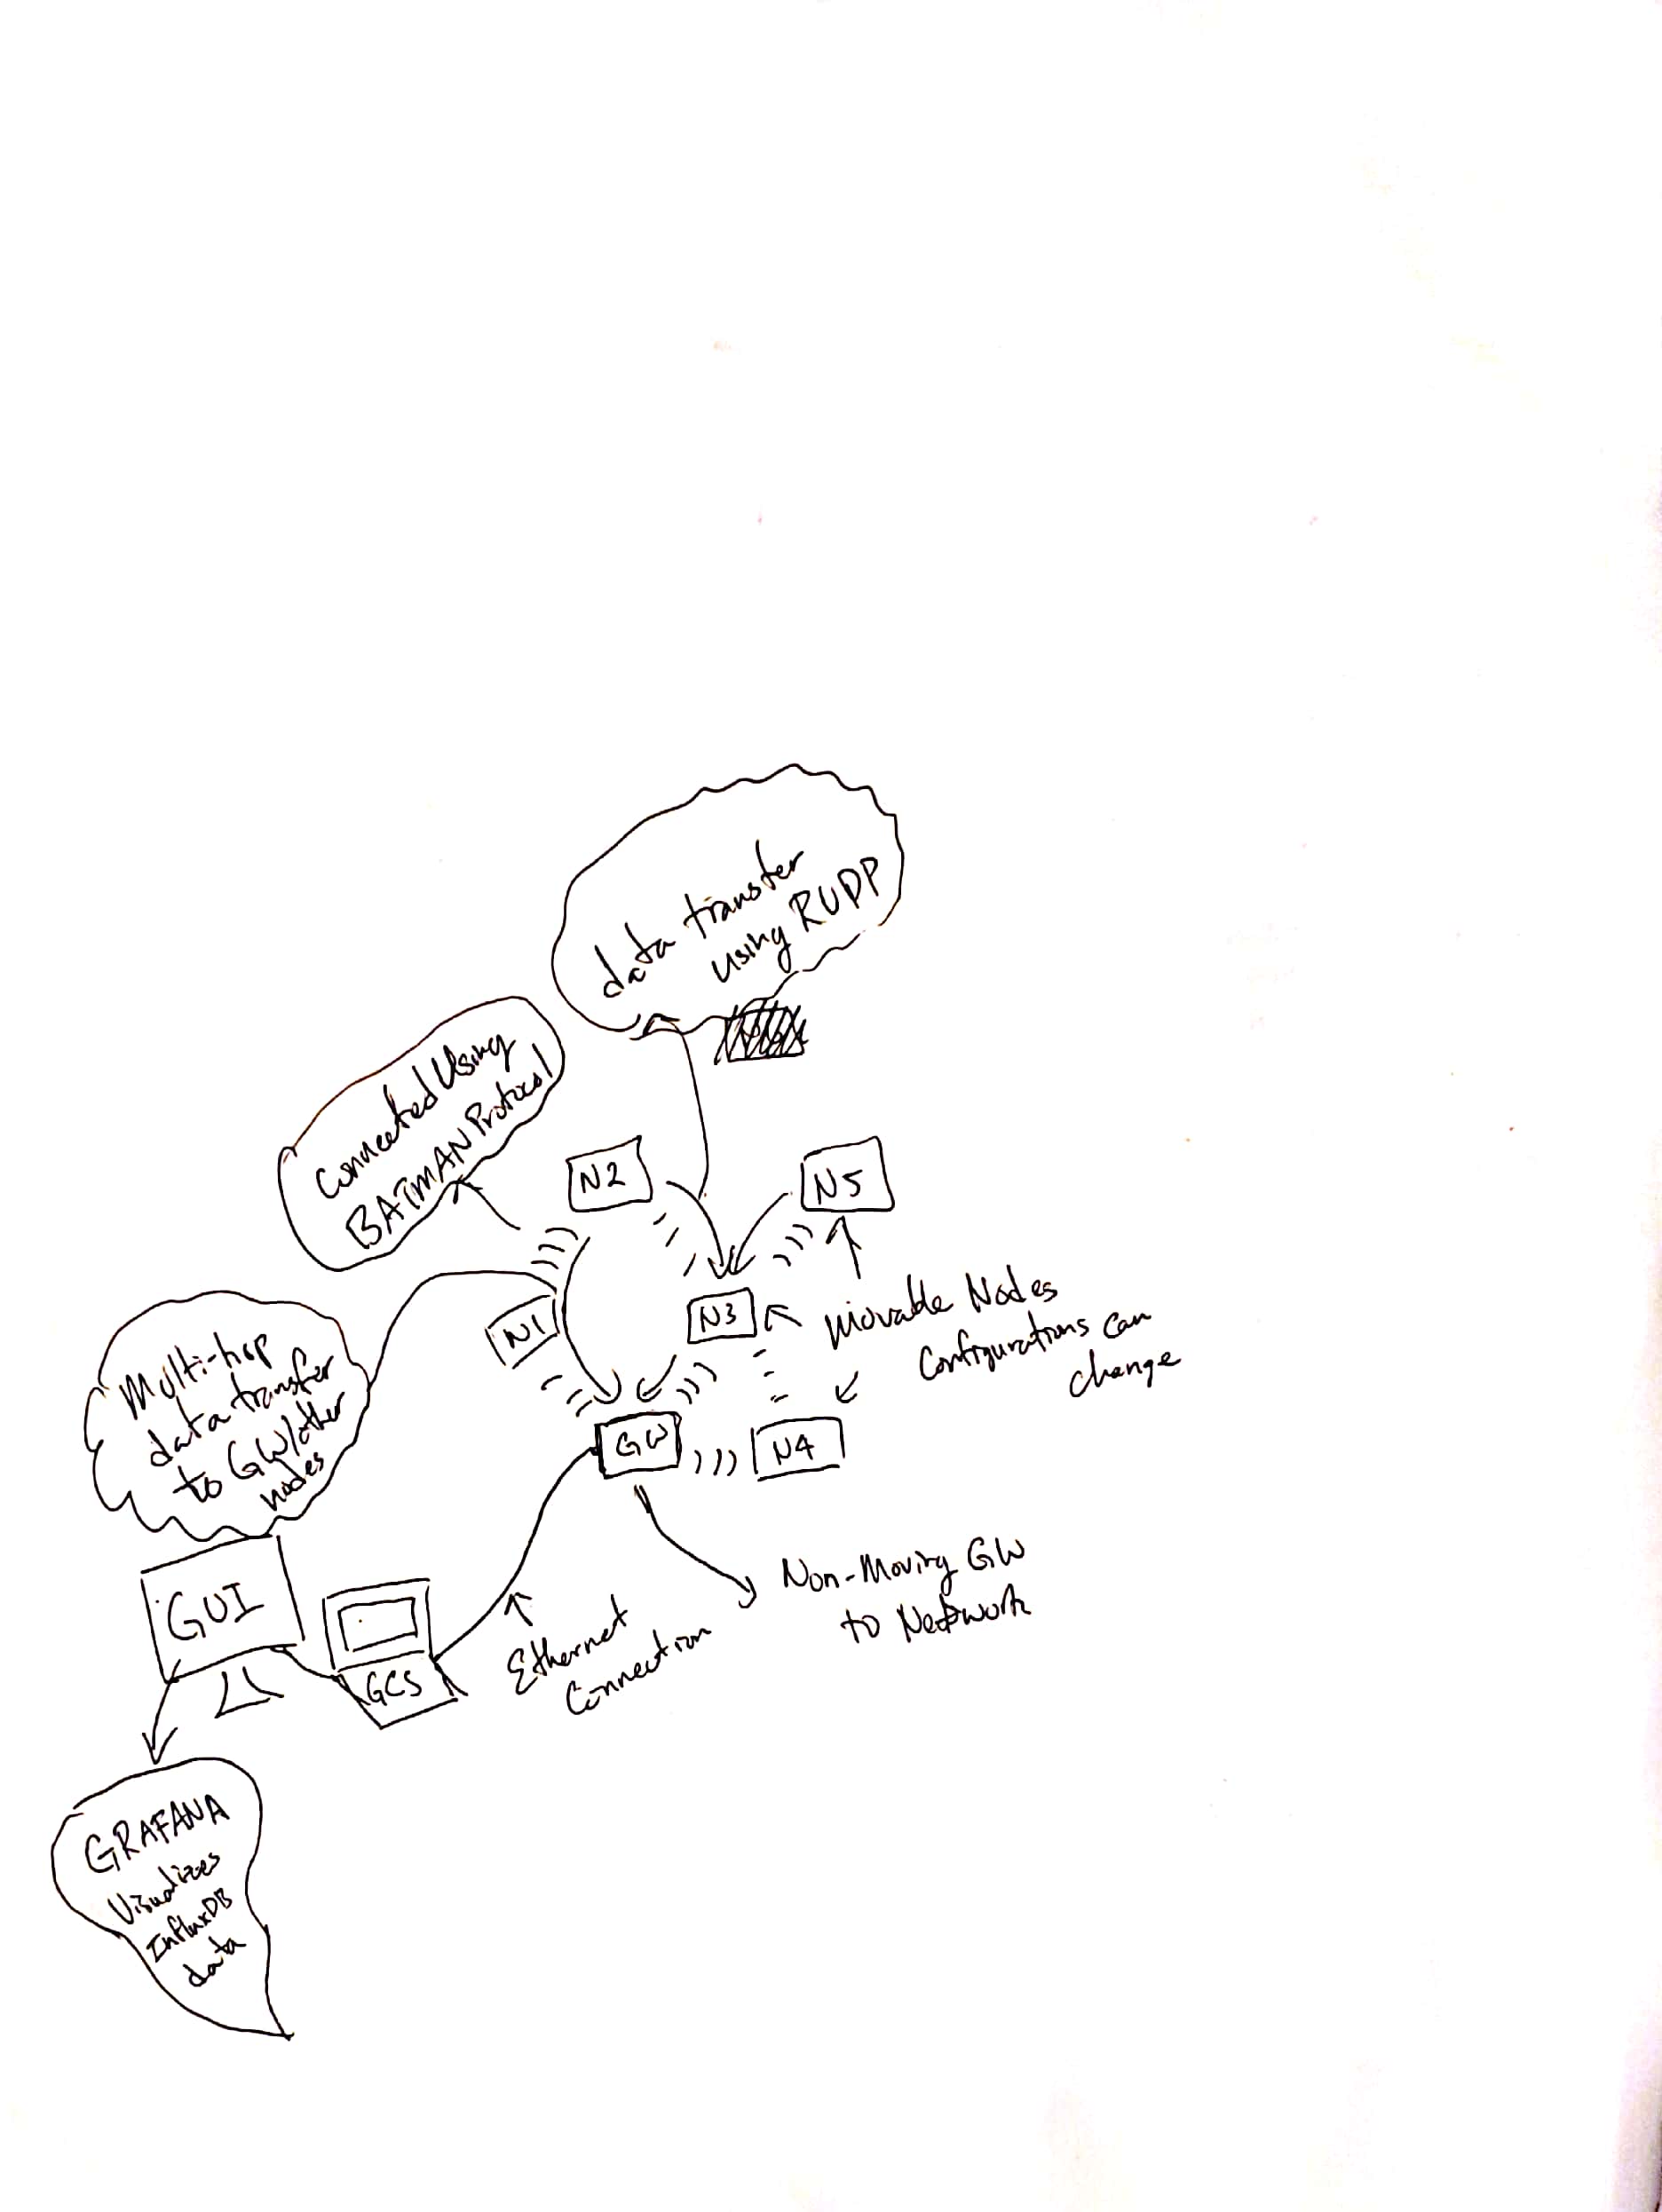 data transfer
using RUDP
Connected Using
BATMAN Protocol
N2
N5
N1
N3
Movable Nodes
Configurations can
change
Multi-hop
data transfer
to GW/other
nodes
GW
N4
Non-Moving GW
to Network
GUI
GCS
Ethernet
Connection
GRAFANA
Visualizes
InfluxDB
data